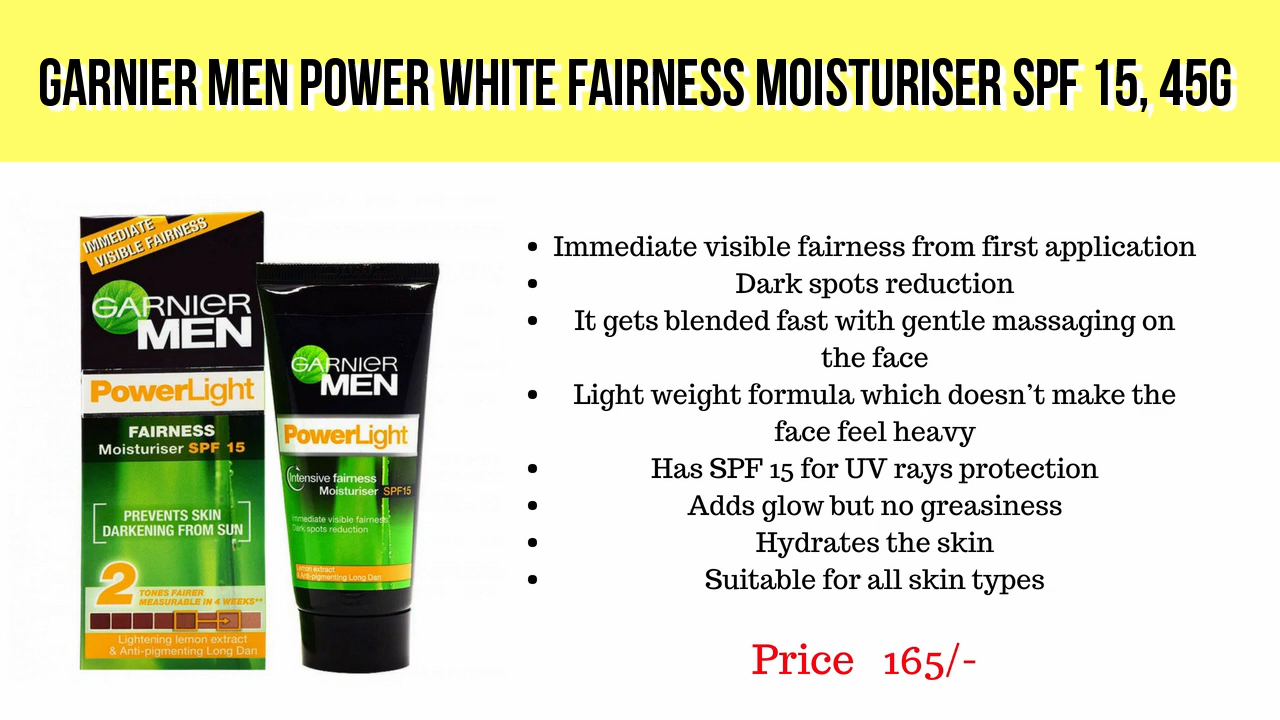 GARNIER MEN POWER WHITE FAIRNESS MOISTURISER SPF 15, 45G
IMMEDIATE
VISIBLE FAIRNESS
GARNIER
MEN
PowerLight
FAIRNESS
Moisturiser SPF 15
PREVENTS SKIN
DARKENING FROM SUN
2 TONES FAIRER
MEASURABLE IN 4 WEEKS**
Lightening lemon extract
& Anti-pigmenting Long Dan
GARNIER
MEN
PowerLight
Intensive fairness
Moisturiser SPF15
Immediate visible fairness
Dark spots reduction
Lemon extract
& Anti-pigmenting Long Dan
• Immediate visible fairness from first application
• Dark spots reduction
• It gets blended fast with gentle massaging on
the face
• Light weight formula which doesn't make the
face feel heavy
• Has SPF 15 for UV rays protection
• Adds glow but no greasiness
• Hydrates the skin
• Suitable for all skin types
Price 165/-